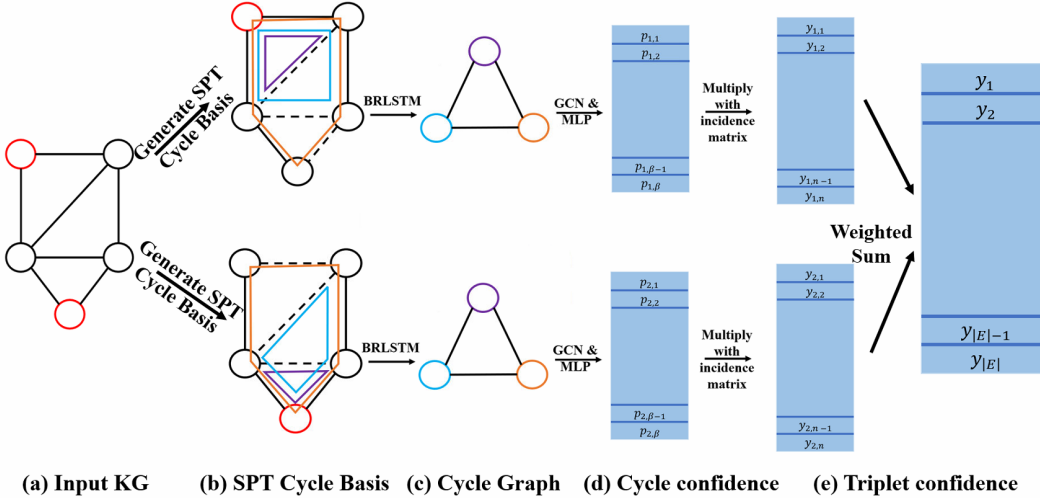 Generate SPT
Cycle Basis
BRLSTM
GCN &
MLP
p1,1
p1,2
p1,β−1
p1,β
Multiply
with
incidence
matrix
y1,1
y1,2
y1,n−1
y1,n
Generate SPT
Cycle Basis
BRLSTM
GCN &
MLP
p2,1
p2,2
p2,β−1
p2,β
Multiply
with
incidence
matrix
y2,1
y2,2
y2,n−1
y2,n
Weighted
Sum
y1
y2
y|E|−1
y|E|
(a) Input KG (b) SPT Cycle Basis (c) Cycle Graph (d) Cycle confidence (e) Triplet confidence